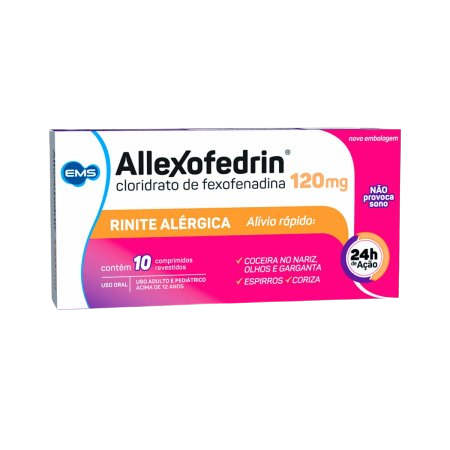 nova embalagem
EMS
Allexofedrin®
cloridrato de fexofenadina 120mg
NÃO
provoca
sono
RINITE ALÉRGICA Alívio rápido:
contém 10 comprimidos
revestidos
USO ORAL
USO ADULTO E PEDIÁTRICO
ACIMA DE 12 ANOS
✓ COCEIRA NO NARIZ,
OLHOS E GARGANTA
✓ ESPIRROS ✓ CORIZA
24h
de Ação